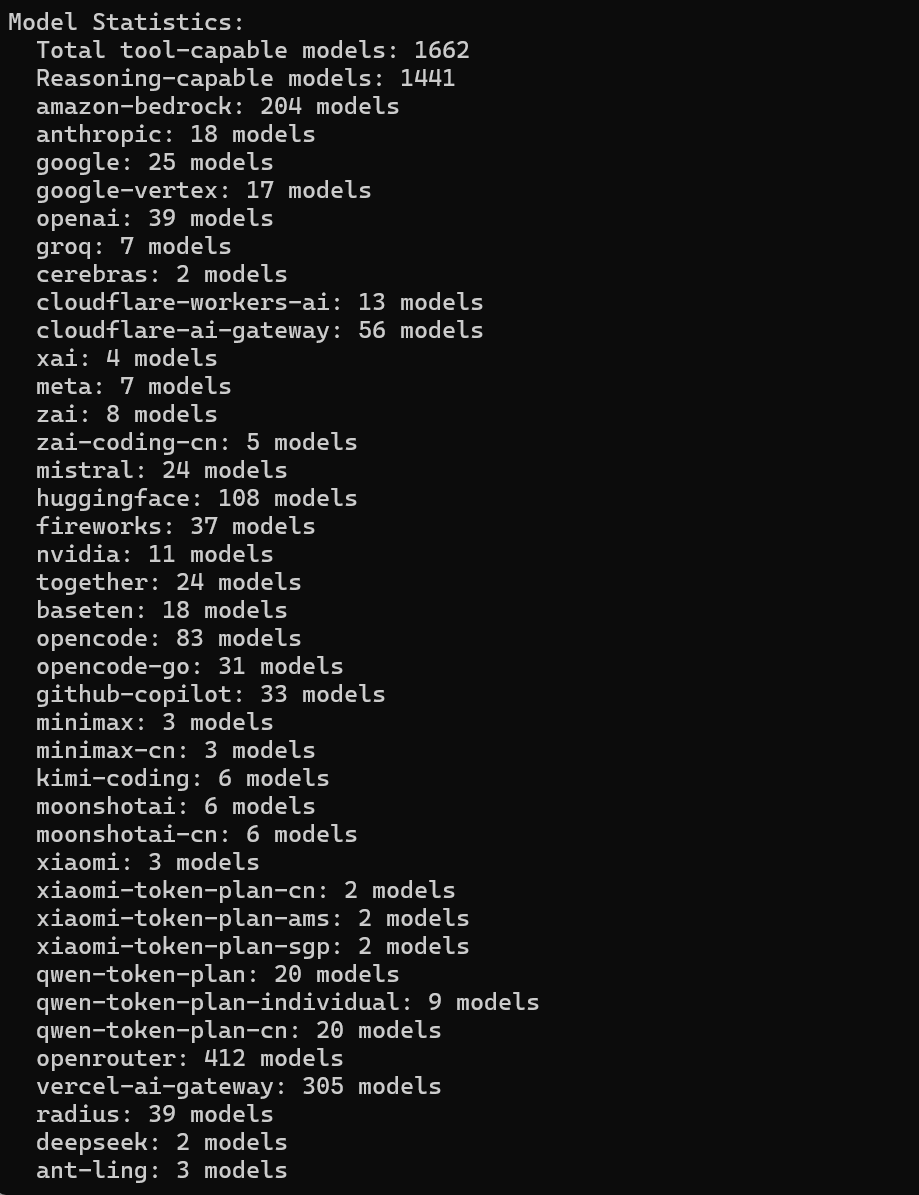 Model Statistics:
Total tool-capable models: 1662
Reasoning-capable models: 1441
amazon-bedrock: 204 models
anthropic: 18 models
google: 25 models
google-vertex: 17 models
openai: 39 models
groq: 7 models
cerebras: 2 models
cloudflare-workers-ai: 13 models
cloudflare-ai-gateway: 56 models
xai: 4 models
meta: 7 models
zai: 8 models
zai-coding-cn: 5 models
mistral: 24 models
huggingface: 108 models
fireworks: 37 models
nvidia: 11 models
together: 24 models
baseten: 18 models
opencode: 83 models
opencode-go: 31 models
github-copilot: 33 models
minimax: 3 models
minimax-cn: 3 models
kimi-coding: 6 models
moonshotai: 6 models
moonshotai-cn: 6 models
xiaomi: 3 models
xiaomi-token-plan-cn: 2 models
xiaomi-token-plan-ams: 2 models
xiaomi-token-plan-sgp: 2 models
qwen-token-plan: 20 models
qwen-token-plan-individual: 9 models
qwen-token-plan-cn: 20 models
openrouter: 412 models
vercel-ai-gateway: 305 models
radius: 39 models
deepseek: 2 models
ant-ling: 3 models